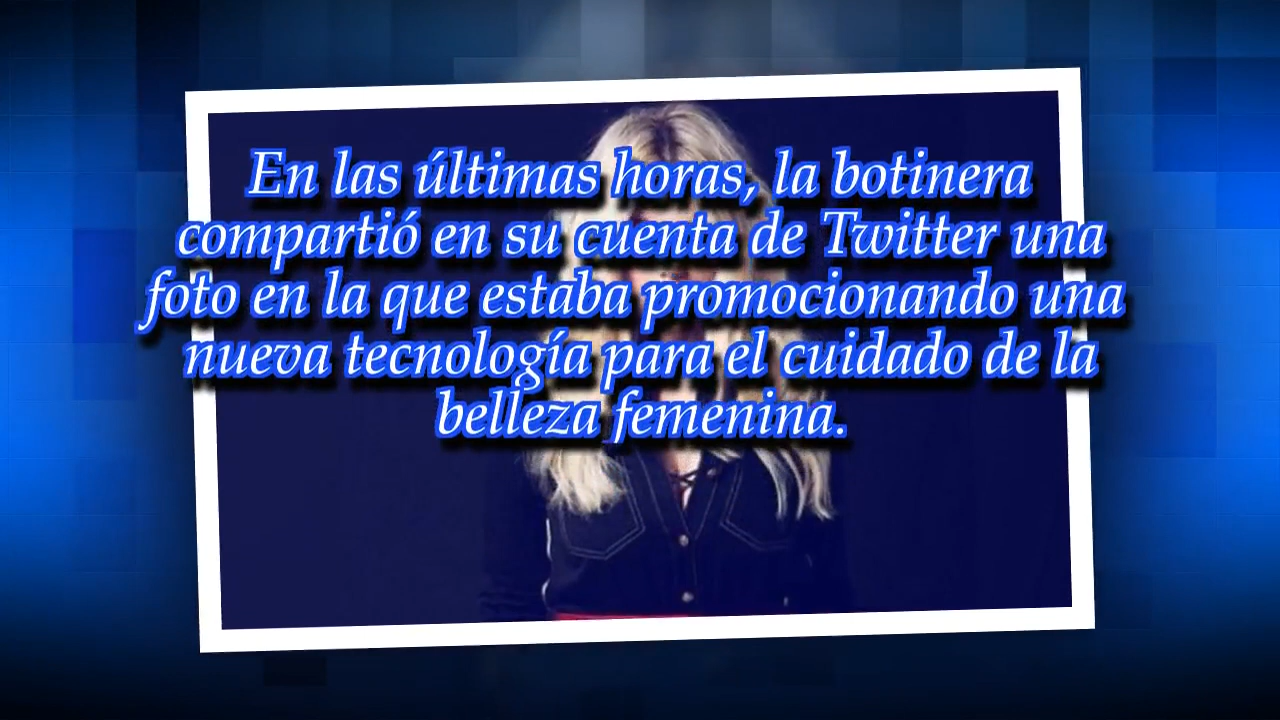 En las últimas horas, la botinera
compartió en su cuenta de Twitter una
foto en la que estaba promocionando una
nueva tecnología para el cuidado de la
belleza femenina.